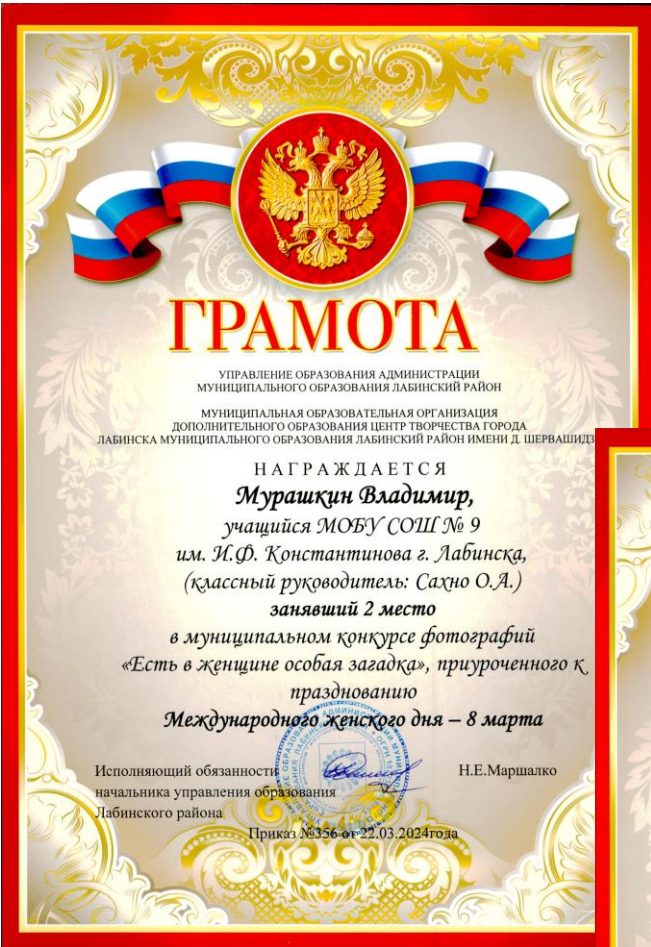 ГРАМОТА
УПРАВЛЕНИЕ ОБРАЗОВАНИЯ АДМИНИСТРАЦИИ
МУНИЦИПАЛЬНОГО ОБРАЗОВАНИЯ ЛАБИНСКИЙ РАЙОН
МУНИЦИПАЛЬНАЯ ОБРАЗОВАТЕЛЬНАЯ ОРГАНИЗАЦИЯ
ДОПОЛНИТЕЛЬНОГО ОБРАЗОВАНИЯ ЦЕНТР ТВОРЧЕСТВА ГОРОДА
ЛАБИНСКА МУНИЦИПАЛЬНОГО ОБРАЗОВАНИЯ ЛАБИНСКИЙ РАЙОН ИМЕНИ Д. ШЕРВАШИДЗ
НАГРАЖДАЕТСЯ
Мурашкин Владимир,
учащийся МОБУ СОШ № 9
им. И.Ф. Константинова г. Лабинска,
(классный руководитель: Сахно О.А.)
занявший 2 место
в муниципальном конкурсе фотографий
«Есть в женщине особая загадка», приуроченного к
празднованию
Международного женского дня – 8 марта
Исполняющий обязанности Н.Е.Маршалко
начальника управления образования
Лабинского района
Приказ №356 от 22.03.2024года